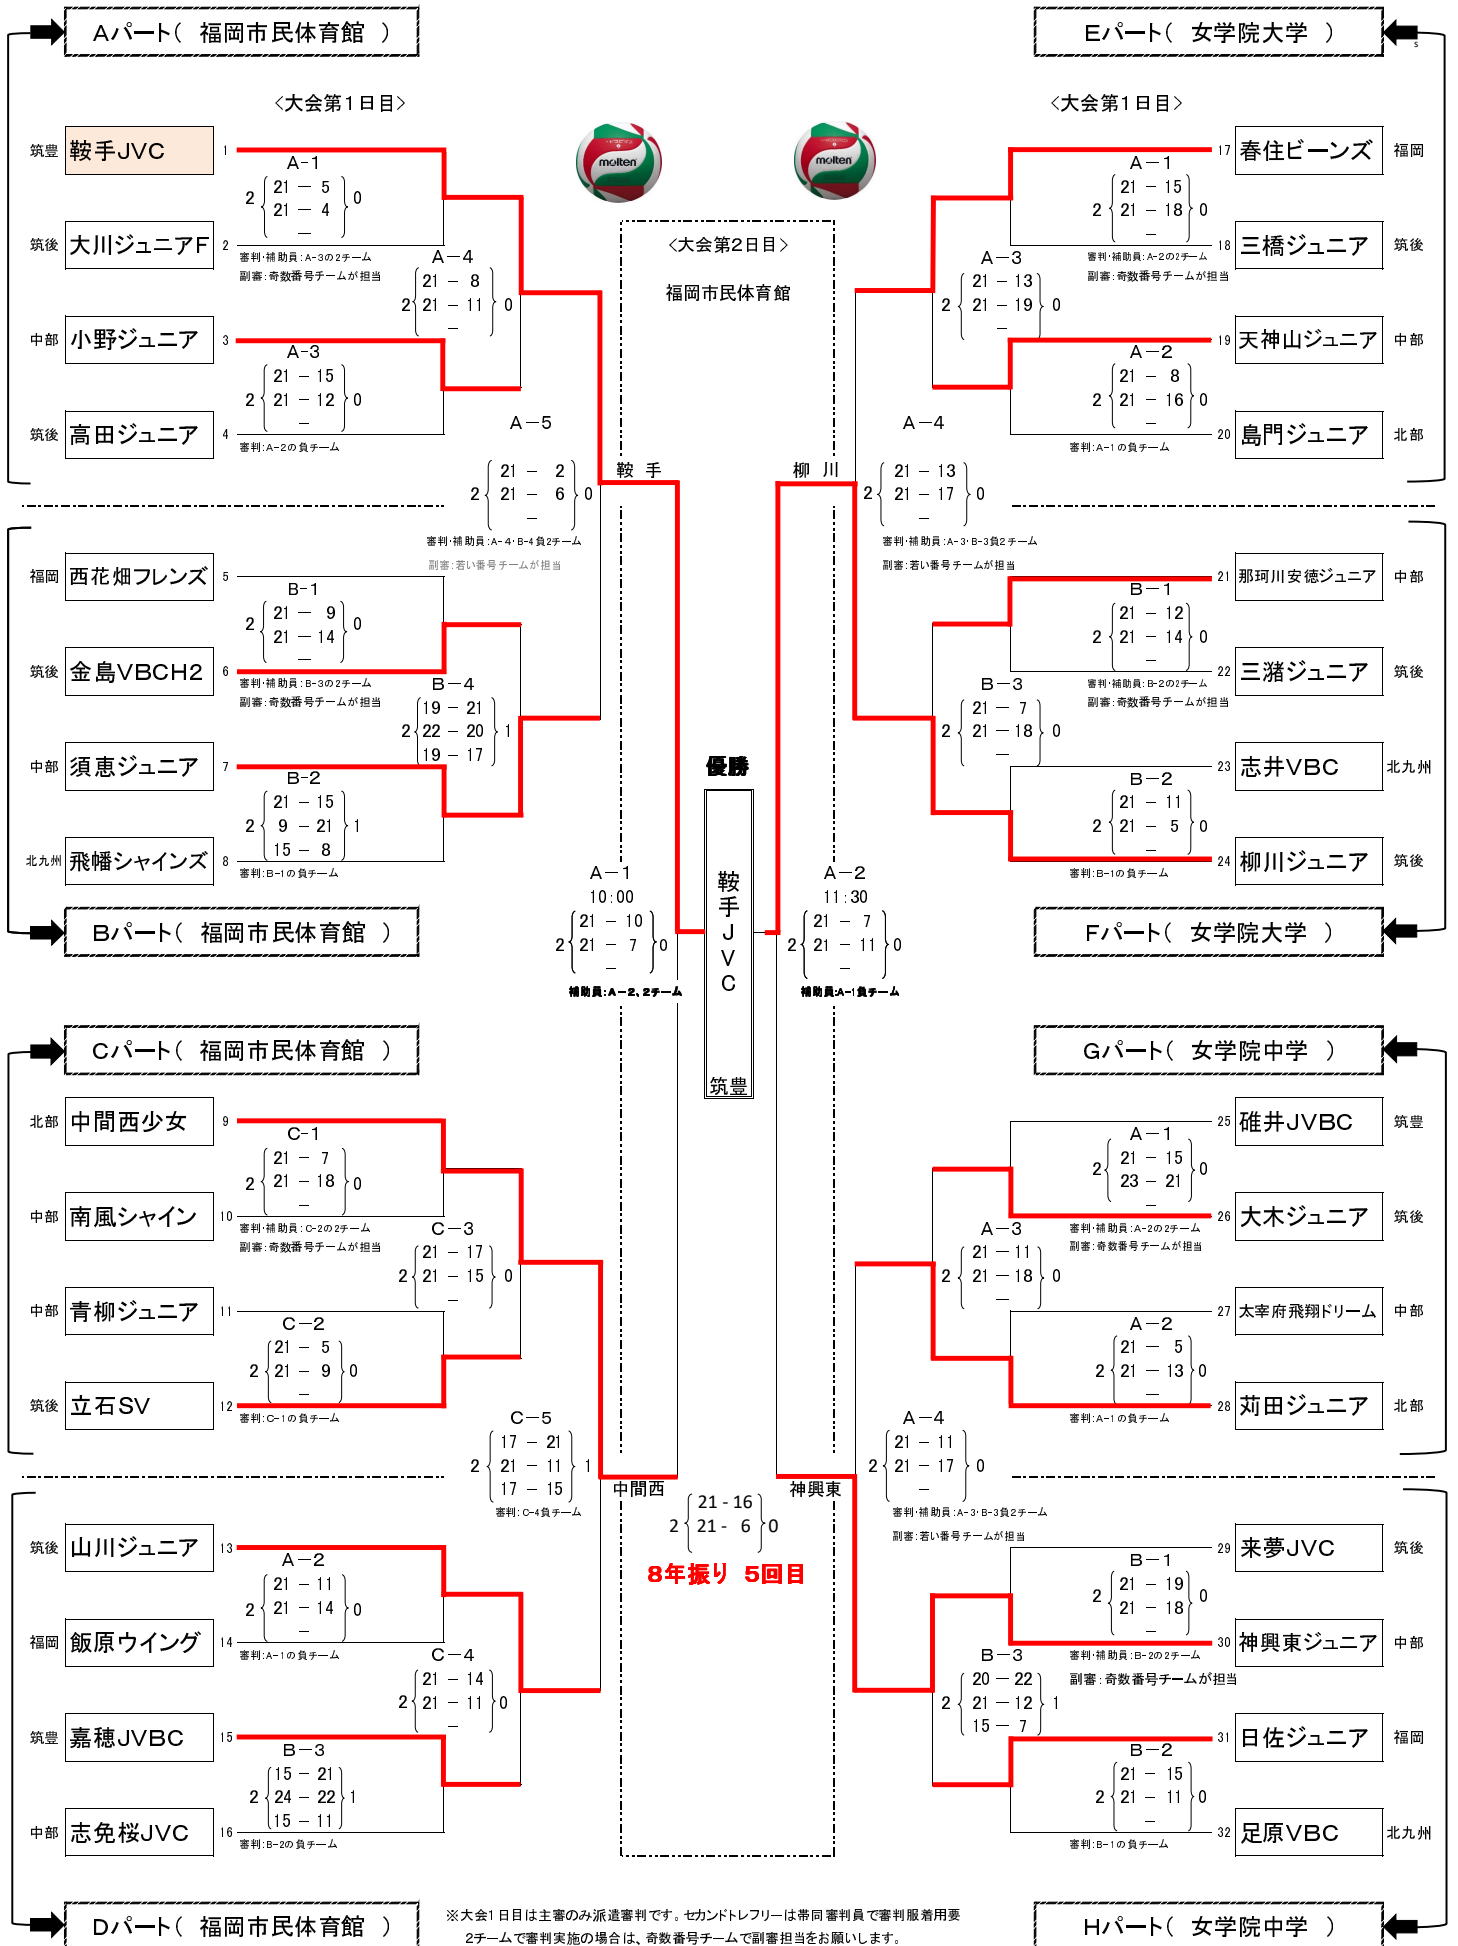 Aパート(　福岡市民体育館　)
<大会第1日目>
筑豊 鞍手JVC 1
A-1
21 － 5
2 21 － 4 0
－
筑後 大川ジュニアF 2
審判・補助員:A-3の2チーム
副審:奇数番号チームが担当
A－4
21 － 8
2 21 － 11 0
－
中部 小野ジュニア 3
A-3
21 － 15
2 21 － 12 0
－
筑後 高田ジュニア 4
審判:A-2の負チーム
A－5
21 － 2
2 21 － 6 0
－
審判・補助員:A-4・B-4負2チーム
副審:若い番号チームが担当
福岡 西花畑フレンズ 5
B-1
21 － 9
2 21 － 14 0
－
筑後 金島VBCH2 6
審判・補助員:B-3の2チーム
副審:奇数番号チームが担当
B－4
19 － 21
2 22 － 20 1
19 － 17
中部 須恵ジュニア 7
B-2
21 － 15
2 9 － 21 1
15 － 8
北九州 飛幡シャインズ 8
審判:B-1の負チーム
Bパート(　福岡市民体育館　)
Cパート(　福岡市民体育館　)
北部 中間西少女 9
C-1
21 － 7
2 21 － 18 0
－
中部 南風シャイン 10
審判・補助員:C-2の2チーム
副審:奇数番号チームが担当
C－3
21 － 17
2 21 － 15 0
－
中部 青柳ジュニア 11
C－2
21 － 5
2 21 － 9 0
－
筑後 立石SV 12
審判:C-1の負チーム
C－5
17 － 21
2 21 － 11 1
17 － 15
審判:C-4負チーム
筑後 山川ジュニア 13
A－2
21 － 11
2 21 － 14 0
－
福岡 飯原ウイング 14
審判:A-1の負チーム
C－4
21 － 14
2 21 － 11 0
－
筑豊 嘉穂JVBC 15
B－3
15 － 21
2 24 － 22 1
15 － 11
中部 志免桜JVC 16
審判:B-2の負チーム
Dパート(　福岡市民体育館　)
molten
molten
<大会第2日目>
福岡市民体育館
鞍 手
柳 川
優勝
鞍手JVC
筑豊
A－1
10:00
21 － 10
2 21 － 7 0
－
補助員:A－2、2チーム
A－2
11:30
21 － 7
2 21 － 11 0
－
補助員:A-1負チーム
中間西
神興東
21 - 16
2 21 - 6 0
8年振り 5回目
※大会1日目は主審のみ派遣審判です。セカンドレフリーは帯同審判員で審判服着用要
2チームで審判実施の場合は、奇数番号チームで副審担当をお願いします。
Eパート(　女学院大学　)
s
<大会第1日目>
17 春住ビーンズ 福岡
A－1
21 － 15
2 21 － 18 0
－
18 三橋ジュニア 筑後
審判・補助員:A-2の2チーム
副審:奇数番号チームが担当
A－3
21 － 13
2 21 － 19 0
－
19 天神山ジュニア 中部
A－2
21 － 8
2 21 － 16 0
－
20 島門ジュニア 北部
審判:A-1の負チーム
A－4
21 － 13
2 21 － 17 0
－
審判・補助員:A-3・B-3負2チーム
副審:若い番号チームが担当
21 那珂川安徳ジュニア 中部
B－1
21 － 12
2 21 － 14 0
－
22 三潴ジュニア 筑後
審判・補助員:B-2の2チーム
副審:奇数番号チームが担当
B－3
21 － 7
2 21 － 18 0
－
23 志井VBC 北九州
B－2
21 － 11
2 21 － 5 0
－
24 柳川ジュニア 筑後
審判:B-1の負チーム
Fパート(　女学院大学　)
Gパート(　女学院中学　)
25 碓井JVBC 筑豊
A－1
21 － 15
2 23 － 21 0
－
26 大木ジュニア 筑後
審判・補助員:A-2の2チーム
副審:奇数番号チームが担当
A－3
21 － 11
2 21 － 18 0
－
27 太宰府飛翔ドリーム 中部
A－2
21 － 5
2 21 － 13 0
－
28 苅田ジュニア 北部
審判:A-1の負チーム
A－4
21 － 11
2 21 － 17 0
－
審判・補助員:A-3・B-3負2チーム
副審:若い番号チームが担当
29 来夢JVC 筑後
B－1
21 － 19
2 21 － 18 0
－
30 神興東ジュニア 中部
審判・補助員:B-2の2チーム
副審:奇数番号チームが担当
B－3
20 － 22
2 21 － 12 1
15 － 7
31 日佐ジュニア 福岡
B－2
21 － 15
2 21 － 11 0
－
32 足原VBC 北九州
審判:B-1の負チーム
Hパート(　女学院中学　)